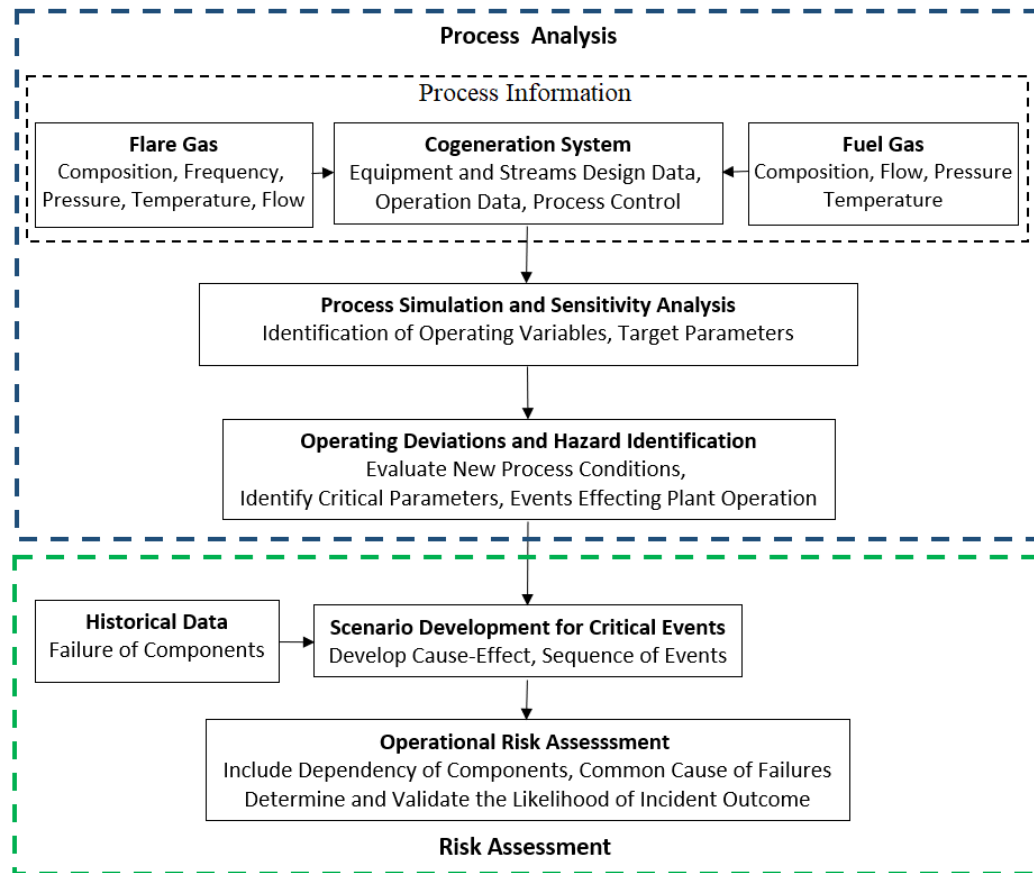 Process Analysis
Process Information
Flare Gas
Composition, Frequency,
Pressure, Temperature, Flow
Cogeneration System
Equipment and Streams Design Data,
Operation Data, Process Control
Fuel Gas
Composition, Flow, Pressure
Temperature
Process Simulation and Sensitivity Analysis
Identification of Operating Variables, Target Parameters
Operating Deviations and Hazard Identification
Evaluate New Process Conditions,
Identify Critical Parameters, Events Effecting Plant Operation
Historical Data
Failure of Components
Scenario Development for Critical Events
Develop Cause-Effect, Sequence of Events
Operational Risk Assesssment
Include Dependency of Components, Common Cause of Failures
Determine and Validate the Likelihood of Incident Outcome
Risk Assessment